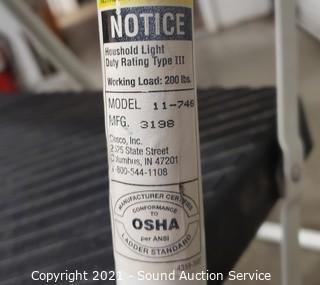 NOTICE
Houshold Light
Duty Rating Type III
Working Load: 200 lbs.
MODEL 11-746
MFG. 3198
Cosco, Inc.
2525 State Street
Columbus, IN 47201
1-800-544-1108
MANUFACTURER CERTIFIES
CONFORMANCE TO
OSHA
per ANSI
LADDER STANDARD
Copyright 2021 - Sound Auction Service